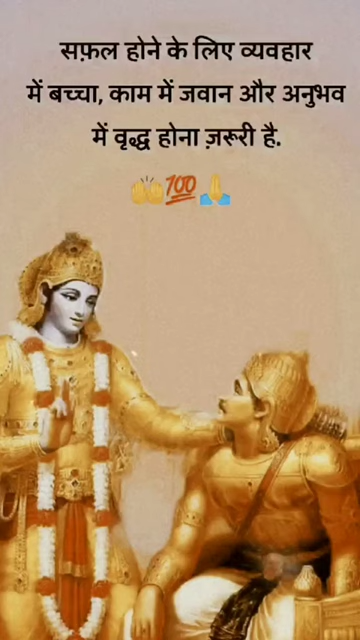 सफ़ल होने के लिए व्यवहार
में बच्चा, काम में जवान और अनुभव
में वृद्ध होना ज़रूरी है.
🙌💯🙏